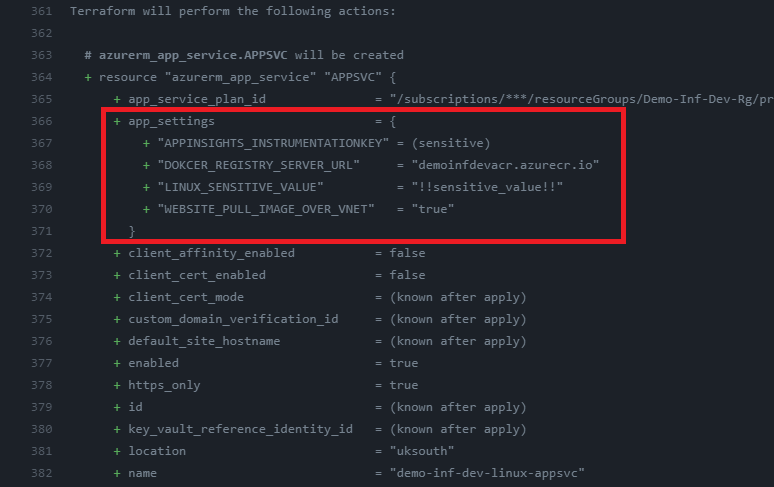 361 Terraform will perform the following actions:
362
363 # azurerm_app_service.APPSVC will be created
364 + resource "azurerm_app_service" "APPSVC" {
365 + app_service_plan_id = "/subscriptions/***/resourceGroups/Demo-Inf-Dev-Rg/pr
366 + app_settings = {
367 + "APPINSIGHTS_INSTRUMENTATIONKEY" = (sensitive)
368 + "DOKCER_REGISTRY_SERVER_URL" = "demoinfdevacr.azurecr.io"
369 + "LINUX_SENSITIVE_VALUE" = "!!sensitive_value!!"
370 + "WEBSITE_PULL_IMAGE_OVER_VNET" = "true"
371 }
372 + client_affinity_enabled = false
373 + client_cert_enabled = false
374 + client_cert_mode = (known after apply)
375 + custom_domain_verification_id = (known after apply)
376 + default_site_hostname = (known after apply)
377 + enabled = true
378 + https_only = true
379 + id = (known after apply)
380 + key_vault_reference_identity_id = (known after apply)
381 + location = "uksouth"
382 + name = "demo-inf-dev-linux-appsvc"